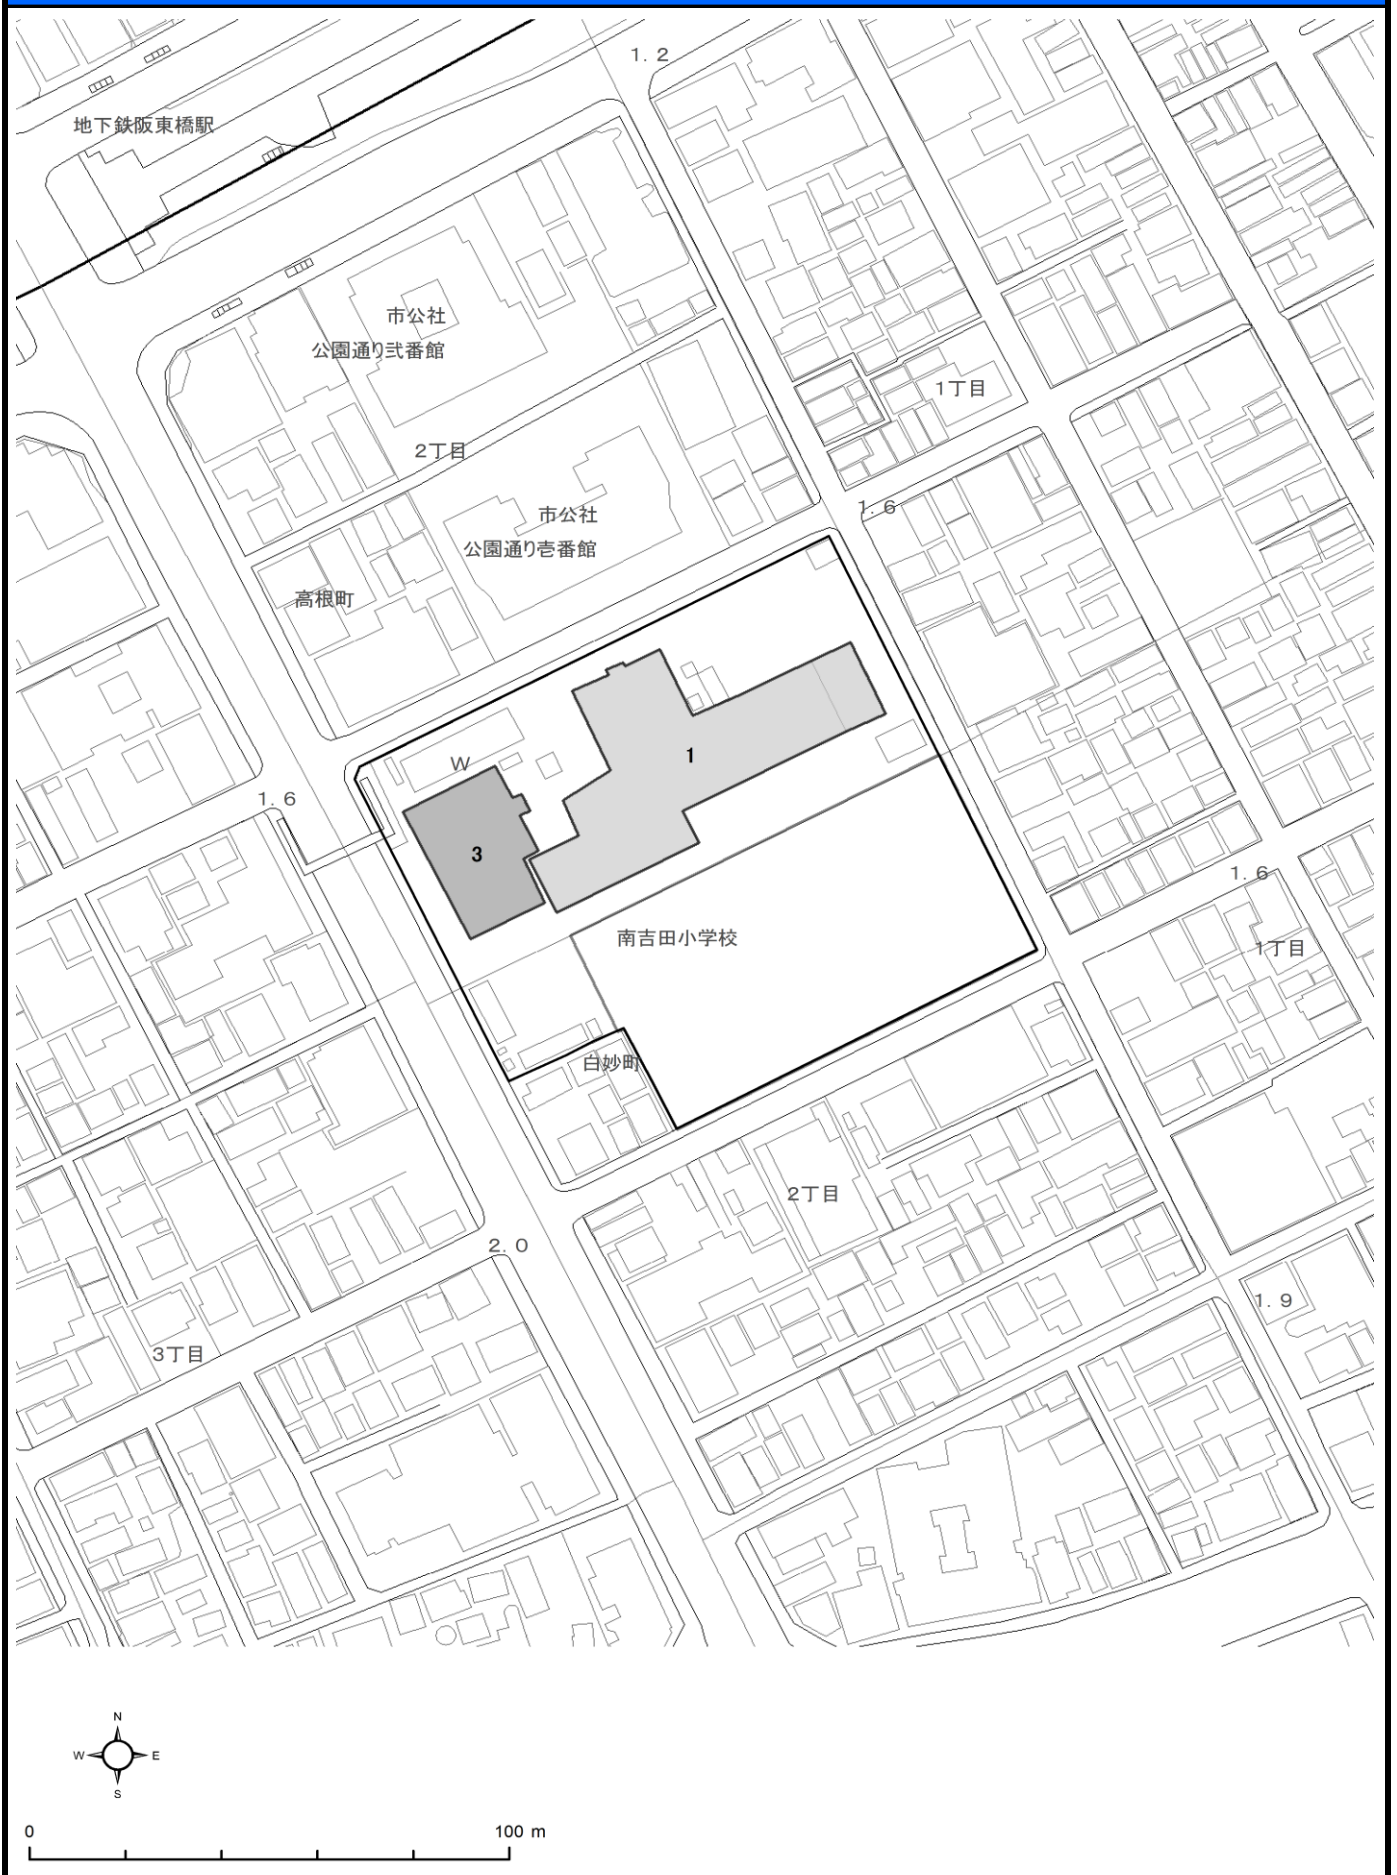 1.2
地下鉄阪東橋駅
市公社
公園通り弐番館
1丁目
2丁目
1.6
市公社
公園通り壱番館
高根町
1
W
1.6
3
1.6
南吉田小学校
1丁目
白妙町
2丁目
2.0
1.9
3丁目
N
W E
S
0 100 m